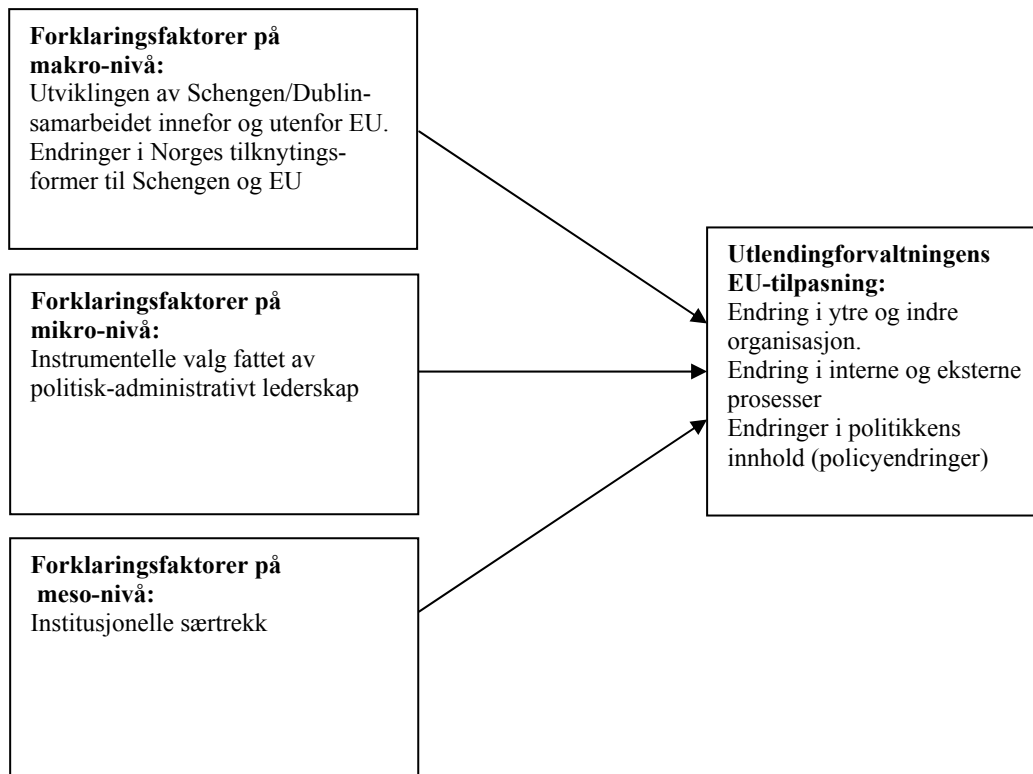 Forklaringsfaktorer på
makro-nivå:
Utviklingen av Schengen/Dublin-
samarbeidet innefor og utenfor EU.
Endringer i Norges tilknytings-
former til Schengen og EU
Forklaringsfaktorer på
mikro-nivå:
Instrumentelle valg fattet av
politisk-administrativt lederskap
Forklaringsfaktorer på
meso-nivå:
Institusjonelle særtrekk
Utlendingforvaltningens
EU-tilpasning:
Endring i ytre og indre
organisasjon.
Endring i interne og eksterne
prosesser
Endringer i politikkens
innhold (policyendringer)